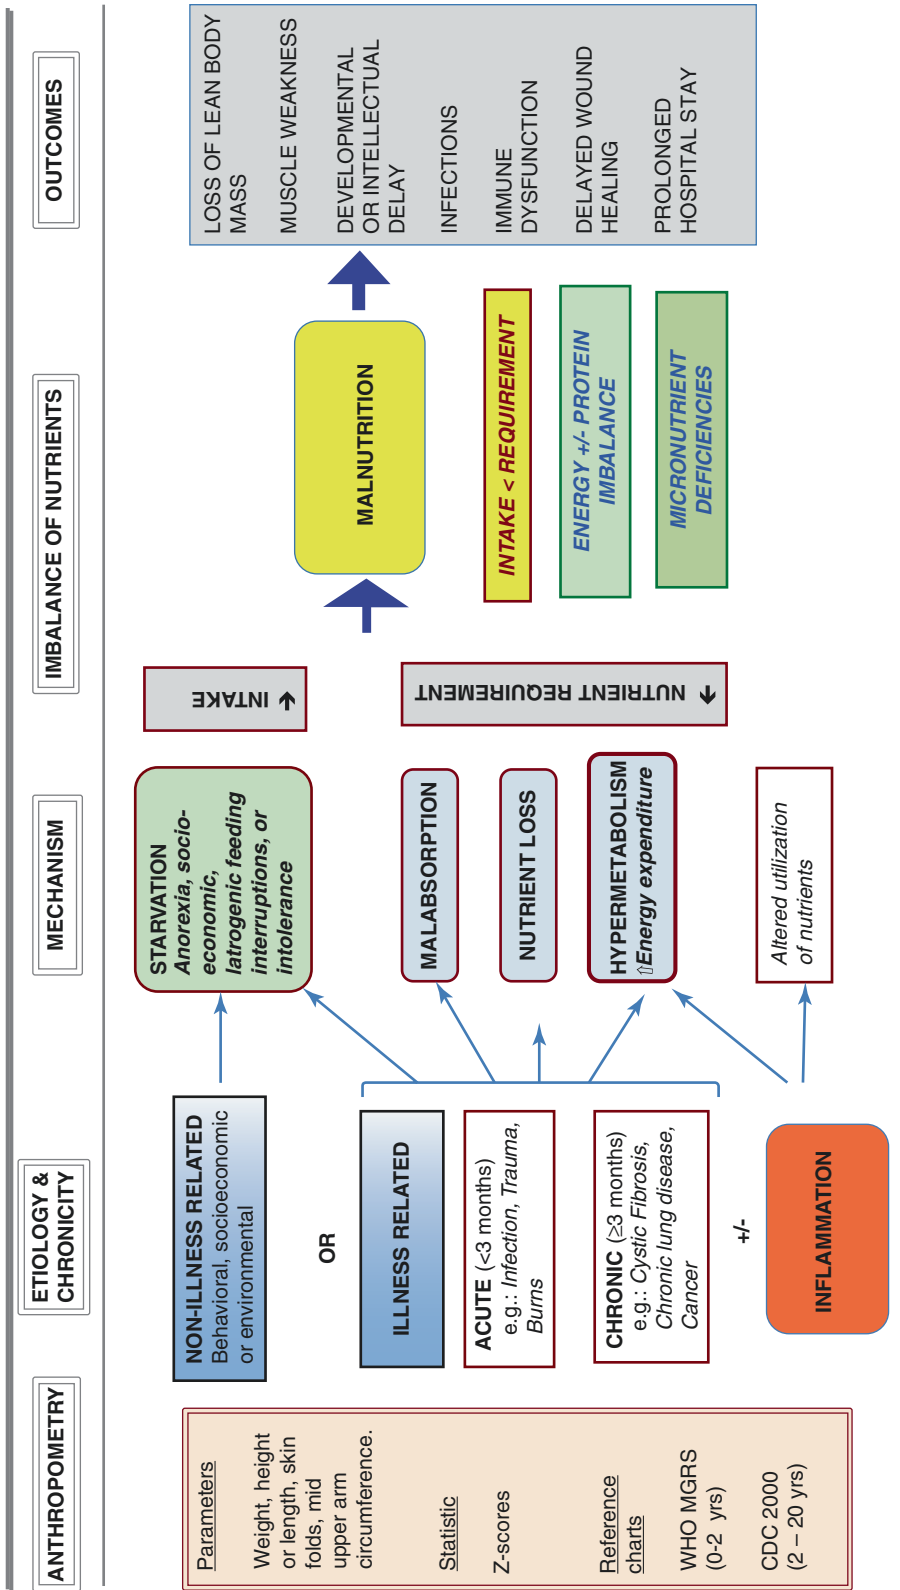 ANTHROPOMETRY
ETIOLOGY &
CHRONICITY
MECHANISM
IMBALANCE OF NUTRIENTS
OUTCOMES
Parameters
Weight, height
or length, skin
folds, mid
upper arm
circumference.
Statistic
Z-scores
Reference
charts
WHO MGRS
(0-2 yrs)
CDC 2000
(2 – 20 yrs)
NON-ILLNESS RELATED
Behavioral, socioeconomic
or environmental
OR
ILLNESS RELATED
ACUTE (<3 months)
e.g.: Infection, Trauma,
Burns
CHRONIC (≥3 months)
e.g.: Cystic Fibrosis,
Chronic lung disease,
Cancer
+/-
INFLAMMATION
STARVATION
Anorexia, socio-
economic,
Iatrogenic feeding
interruptions, or
intolerance
MALABSORPTION
NUTRIENT LOSS
HYPERMETABOLISM
⇧Energy expenditure
Altered utilization
of nutrients
↓ INTAKE
↑ NUTRIENT REQUIREMENT
MALNUTRITION
INTAKE < REQUIREMENT
ENERGY +/- PROTEIN
IMBALANCE
MICRONUTRIENT
DEFICIENCIES
LOSS OF LEAN BODY
MASS
MUSCLE WEAKNESS
DEVELOPMENTAL
OR INTELLECTUAL
DELAY
INFECTIONS
IMMUNE
DYSFUNCTION
DELAYED WOUND
HEALING
PROLONGED
HOSPITAL STAY